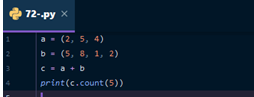 72-.py ×
1 a = (2, 5, 4)
2 b = (5, 8, 1, 2)
3 c = a + b
4 print(c.count(5))
5